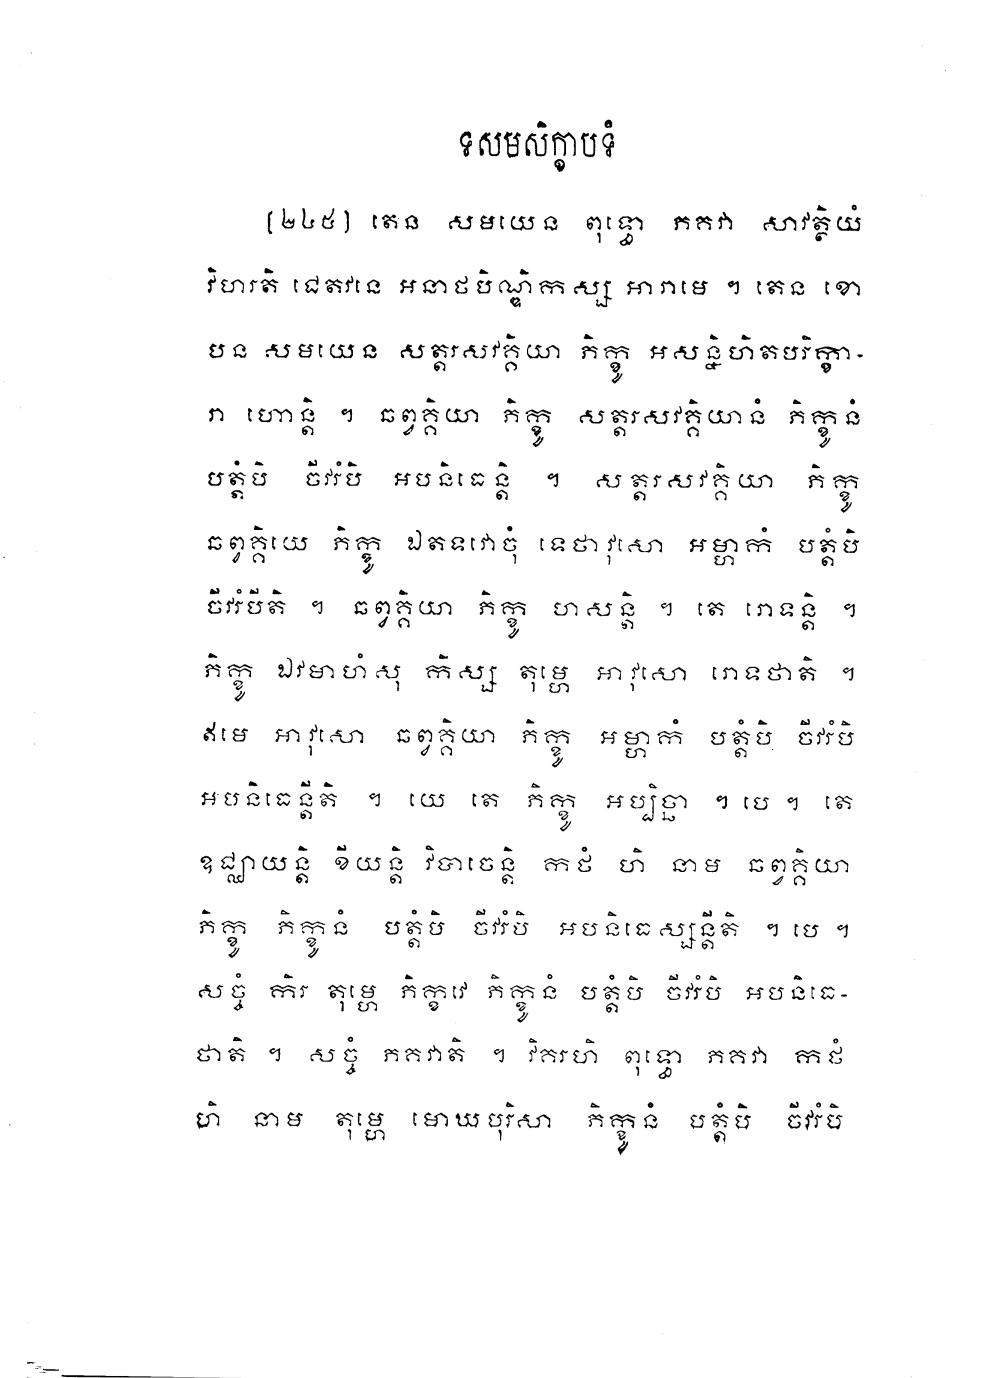 ទសមសិក្ខាបទំ
[២៤៥] តេន សមយេន ពុទ្ធោ ភគវា សាវត្ថិយំ
វិហរតិ ជេតវនេ អនាថបិណ្ឌិកស្ស អារាមេ ។ តេន ខោ
បន សមយេន សត្តរសវគ្គិយា ភិក្ខូ អសន្និហិតបរិក្ខា-
រា ហោន្តិ ។ ឆព្វគ្គិយា ភិក្ខូ សត្តរសវគ្គិយានំ ភិក្ខូនំ
បត្តំបិ ចីវរំបិ អបនិធេន្តិ ។ សត្តរសវគ្គិយា ភិក្ខូ
ឆព្វគ្គិយេ ភិក្ខូ ឯតទវោចុំ ទេថាវុសោ អម្ហាកំ បត្តំបិ
ចីវរំបីតិ ។ ឆព្វគ្គិយា ភិក្ខូ ហសន្តិ ។ តេ រោទន្តិ ។
ភិក្ខូ ឯវមាហំសុ កិស្ស តុម្ហេ អាវុសោ រោទថាតិ ។
ឥមេ អាវុសោ ឆព្វគ្គិយា ភិក្ខូ អម្ហាកំ បត្តំបិ ចីវរំបិ
អបនិធេន្តីតិ ។ យេ តេ ភិក្ខូ អប្បិច្ឆា ។ បេ ។ តេ
ឧជ្ឈាយន្តិ ខីយន្តិ វិបាចេន្តិ កថំ ហិ នាម ឆព្វគ្គិយា
ភិក្ខូ ភិក្ខូនំ បត្តំបិ ចីវរំបិ អបនិធេស្សន្តីតិ ។ បេ ។
សច្ចំ កិរ តុម្ហេ ភិក្ខវេ ភិក្ខូនំ បត្តំបិ ចីវរំបិ អបនិធេ-
ថាតិ ។ សច្ចំ ភគវាតិ ។ វិគរហិ ពុទ្ធោ ភគវា កថំ
ហិ នាម តុម្ហេ មោឃបុរិសា ភិក្ខូនំ បត្តំបិ ចីវរំបិ